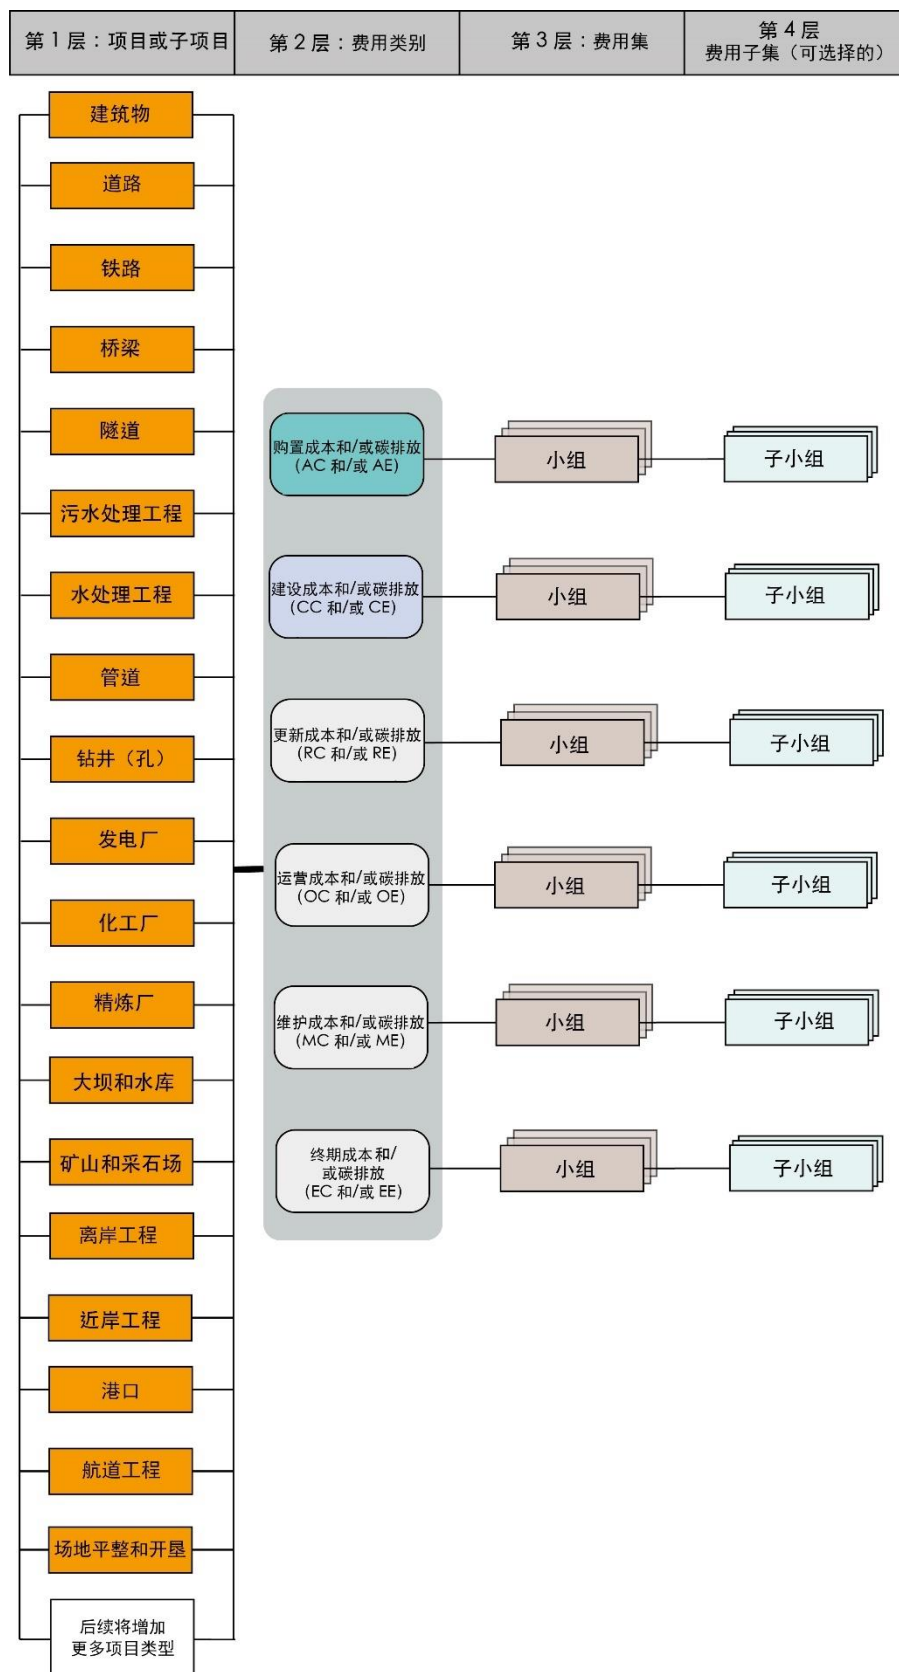 第 1 层：项目或子项目
第 2 层：费用类别
第 3 层：费用集
第 4 层
费用子集（可选择的）
建筑物
道路
铁路
桥梁
隧道
污水处理工程
水处理工程
管道
钻井（孔）
发电厂
化工厂
精炼厂
大坝和水库
矿山和采石场
离岸工程
近岸工程
港口
航道工程
场地平整和开垦
后续将增加
更多项目类型
购置成本和/或碳排放
(AC 和/或 AE)
小组
子小组
建设成本和/或碳排放
(CC 和/或 CE)
小组
子小组
更新成本和/或碳排放
(RC 和/或 RE)
小组
子小组
运营成本和/或碳排放
(OC 和/或 OE)
小组
子小组
维护成本和/或碳排放
(MC 和/或 ME)
小组
子小组
终期成本和/
或碳排放
(EC 和/或 EE)
小组
子小组